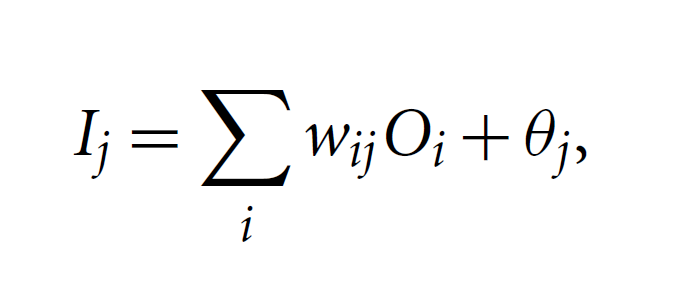 I_j = \sum_i w_{ij} O_i + \theta_j,